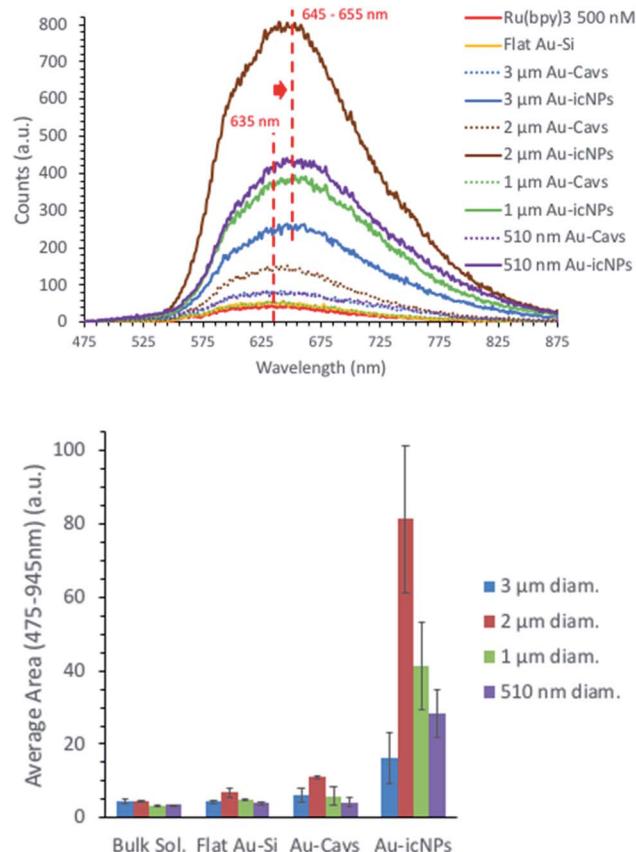 645 - 655 nm
635 nm
800
700
600
500
400
300
200
100
0
Counts (a.u.)
475 525 575 625 675 725 775 825 875
Wavelength (nm)
Ru(bpy)3 500 nM
Flat Au-Si
3 µm Au-Cavs
3 µm Au-icNPs
2 µm Au-Cavs
2 µm Au-icNPs
1 µm Au-Cavs
1 µm Au-icNPs
510 nm Au-Cavs
510 nm Au-icNPs
100
80
60
40
20
0
Average Area (475-945nm) (a.u.)
Bulk Sol. Flat Au-Si Au-Cavs Au-icNPs
3 µm diam.
2 µm diam.
1 µm diam.
510 nm diam.